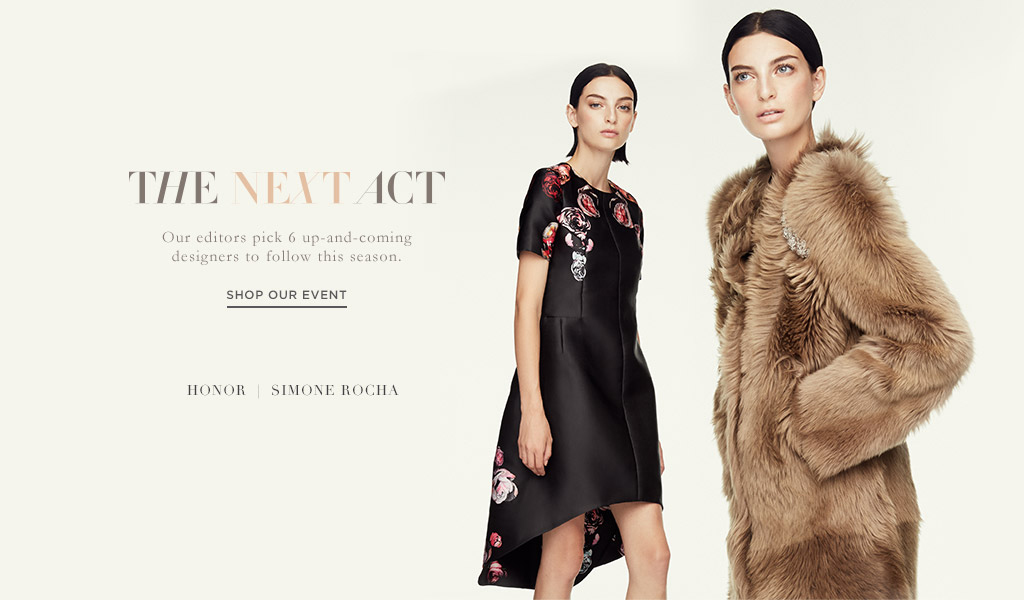 THE NEXT ACT
Our editors pick 6 up-and-coming
designers to follow this season.
SHOP OUR EVENT
HONOR | SIMONE ROCHA